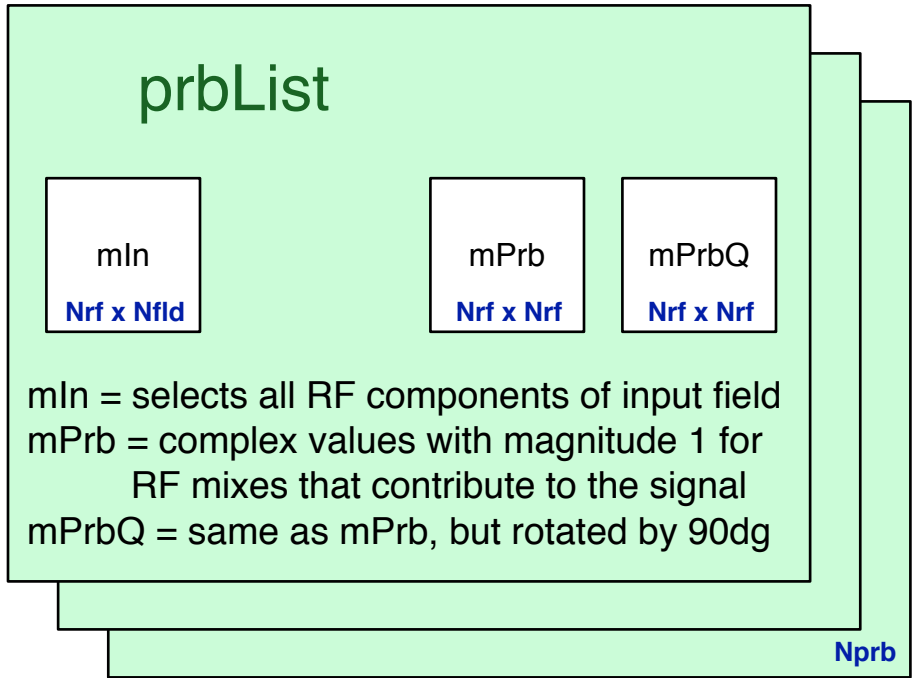 prbList
mIn
mPrb
mPrbQ
Nrf x Nfld
Nrf x Nrf
Nrf x Nrf
mIn = selects all RF components of input field
mPrb = complex values with magnitude 1 for
RF mixes that contribute to the signal
mPrbQ = same as mPrb, but rotated by 90dg
Nprb